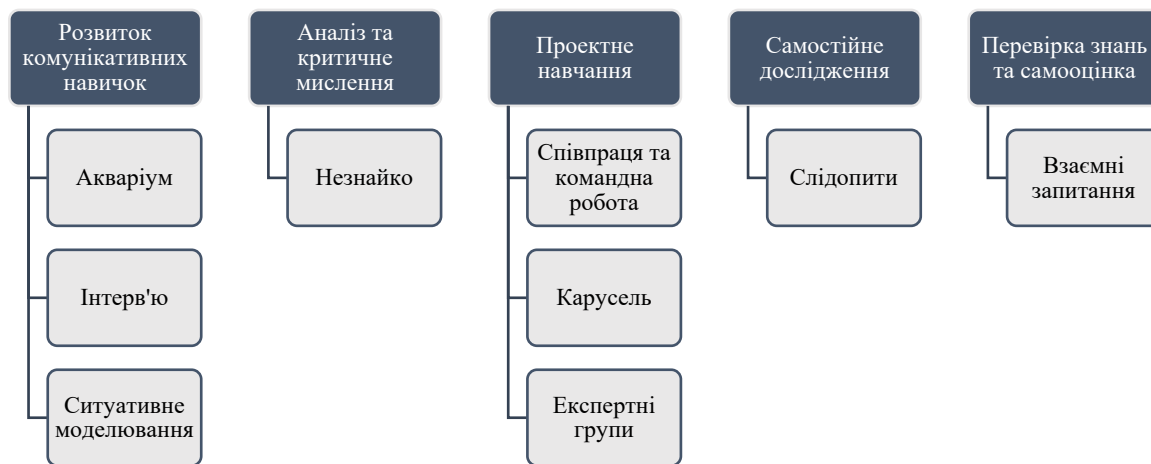 Розвиток
комунікативних
навичок
Акваріум
Інтерв'ю
Ситуативне
моделювання
Аналіз та
критичне
мислення
Незнайко
Проектне
навчання
Співпраця та
командна
робота
Карусель
Експертні
групи
Самостійне
дослідження
Слідопити
Перевірка знань
та самооцінка
Взаємні
запитання